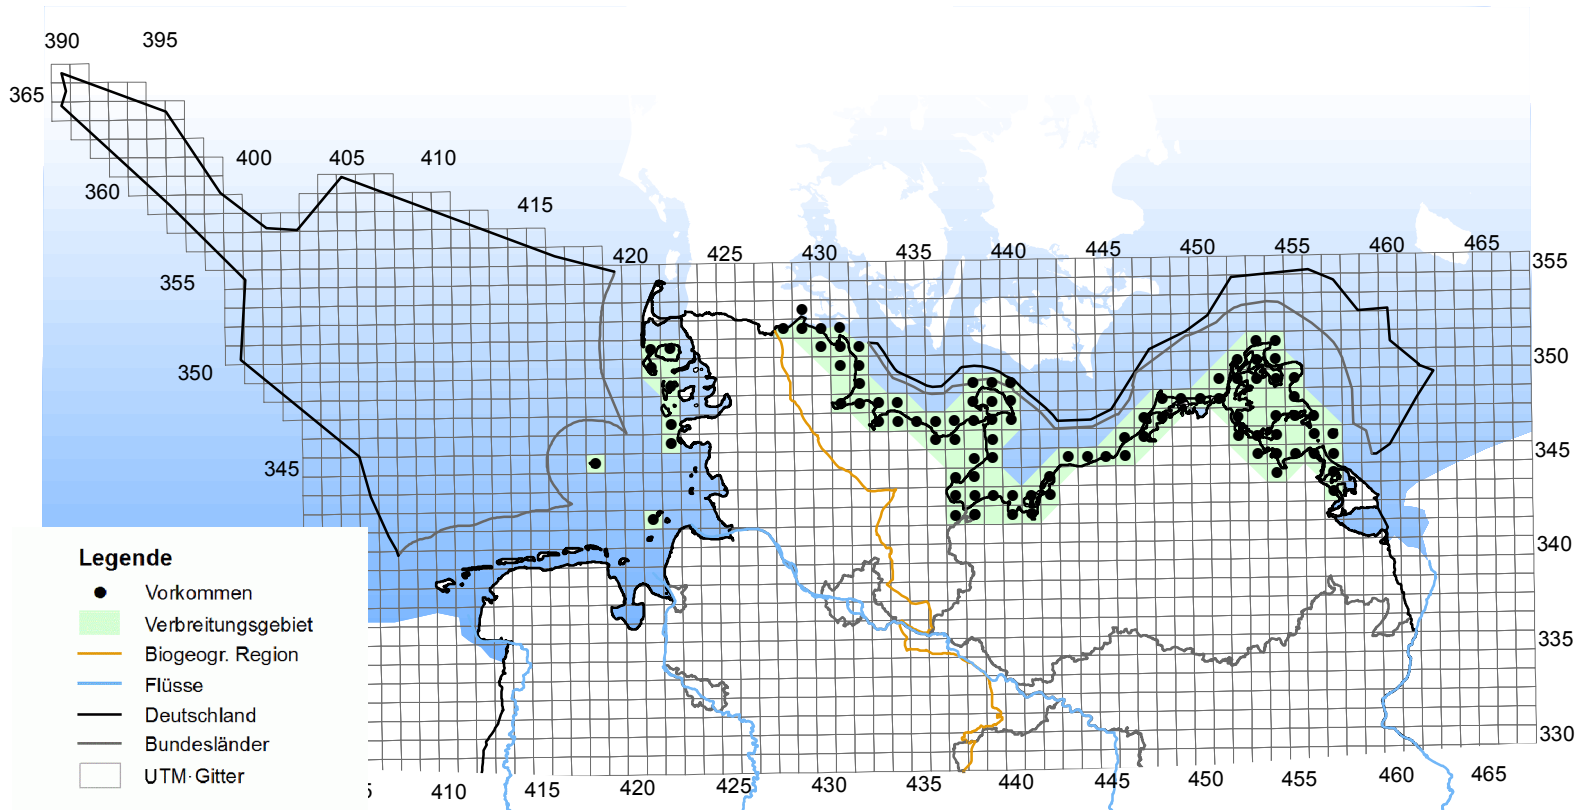 390 395
365
400 405 410
360
415
420 425 430 435 440 445 450 455 460 465
355 355
350 350
345 345
340
335
330
Legende
Vorkommen
Verbreitungsgebiet
Biogeogr. Region
Flüsse
Deutschland
Bundesländer
UTM-Gitter
410 415 420 425 430 435 440 445 450 455 460 465